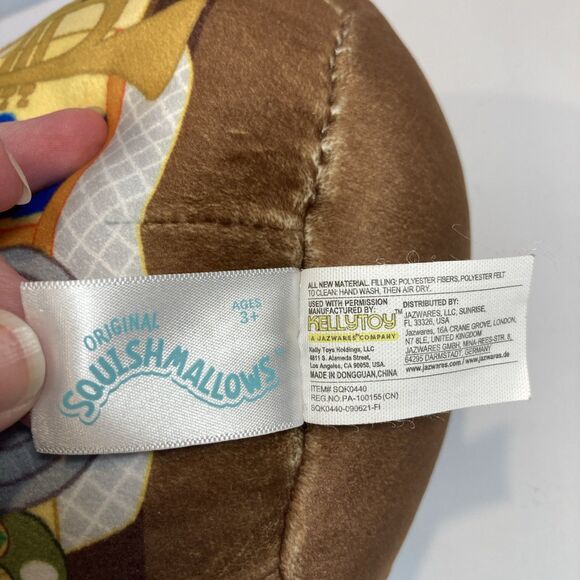 ORIGINAL
SQUISHMALLOWS
AGES
3+
ALL NEW MATERIAL. FILLING: POLYESTER FIBERS, POLYESTER FELT
TO CLEAN: HAND WASH, THEN AIR DRY.
USED WITH PERMISSION
MANUFACTURED BY:
KELLYTOY
A JAZWARES COMPANY
Kelly Toys Holdings, LLC
4811 S. Alameda Street,
Los Angeles, CA 90058, USA.
MADE IN DONGGUAN, CHINA
DISTRIBUTED BY:
JAZWARES, LLC, SUNRISE,
FL 33326, USA
Jazwares, 16A CRANE GROVE, LONDON,
N7 8LE, UNITED KINGDOM
JAZWARES GMBH, MINA-REES-STR. 8,
64295 DARMSTADT, GERMANY
www.jazwares.com | www.jazwares.de
ITEM# SQK0440
REG.NO.PA-100155 (CN)
SQK0440-090621-FI